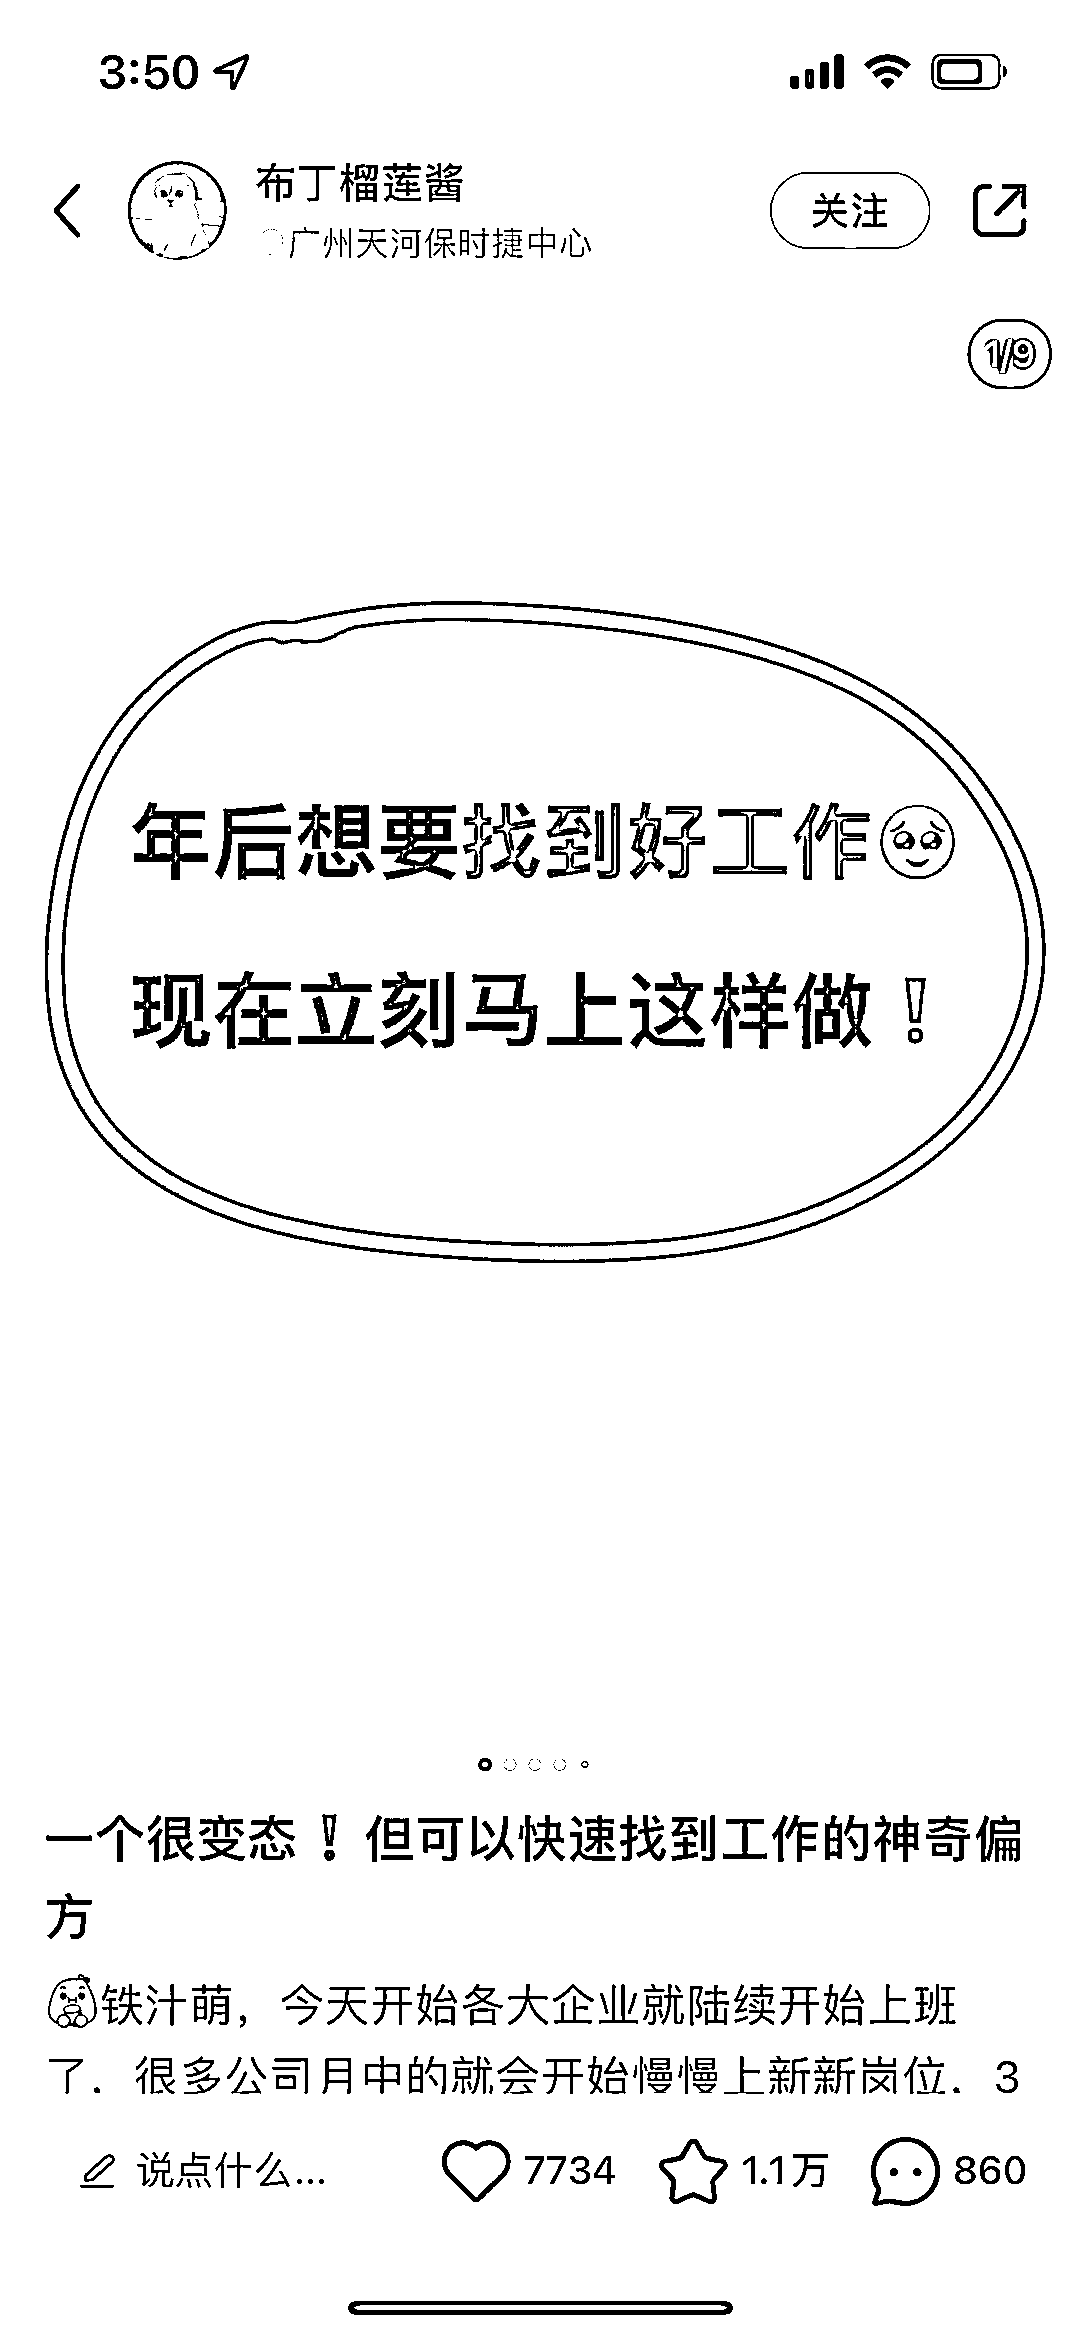 3:50
布丁榴莲酱
广州天河保时捷中心
关注
1/9
年后想要找到好工作🥹
现在立刻马上这样做！
一个很变态！但可以快速找到工作的神奇偏
方
铁汁萌，今天开始各大企业就陆续开始上班
了．很多公司月中的就会开始慢慢上新新岗位．3
说点什么...
7734
1.1万
860